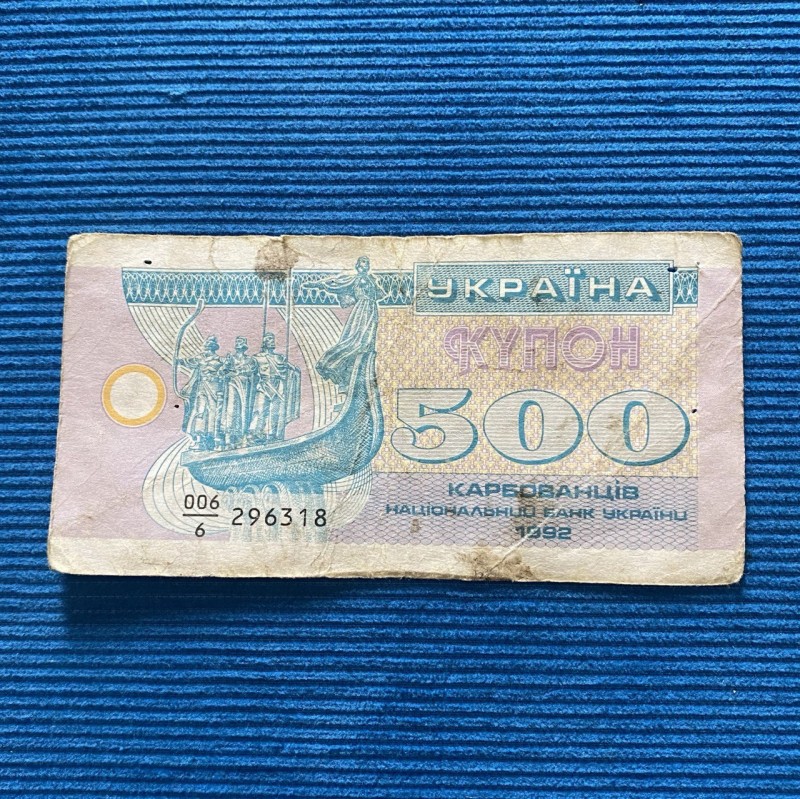 УКРАЇНА
КУПОН
500
КАРБОВАНЦІВ
НАЦІОНАЛЬНИЙ БАНК УКРАЇНИ
1992
006/6 296318